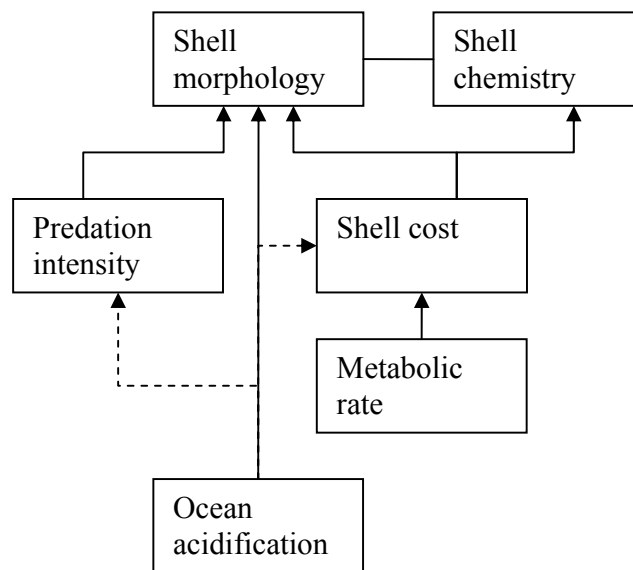 Shell
morphology
Shell
chemistry
Predation
intensity
Shell cost
Metabolic
rate
Ocean
acidification